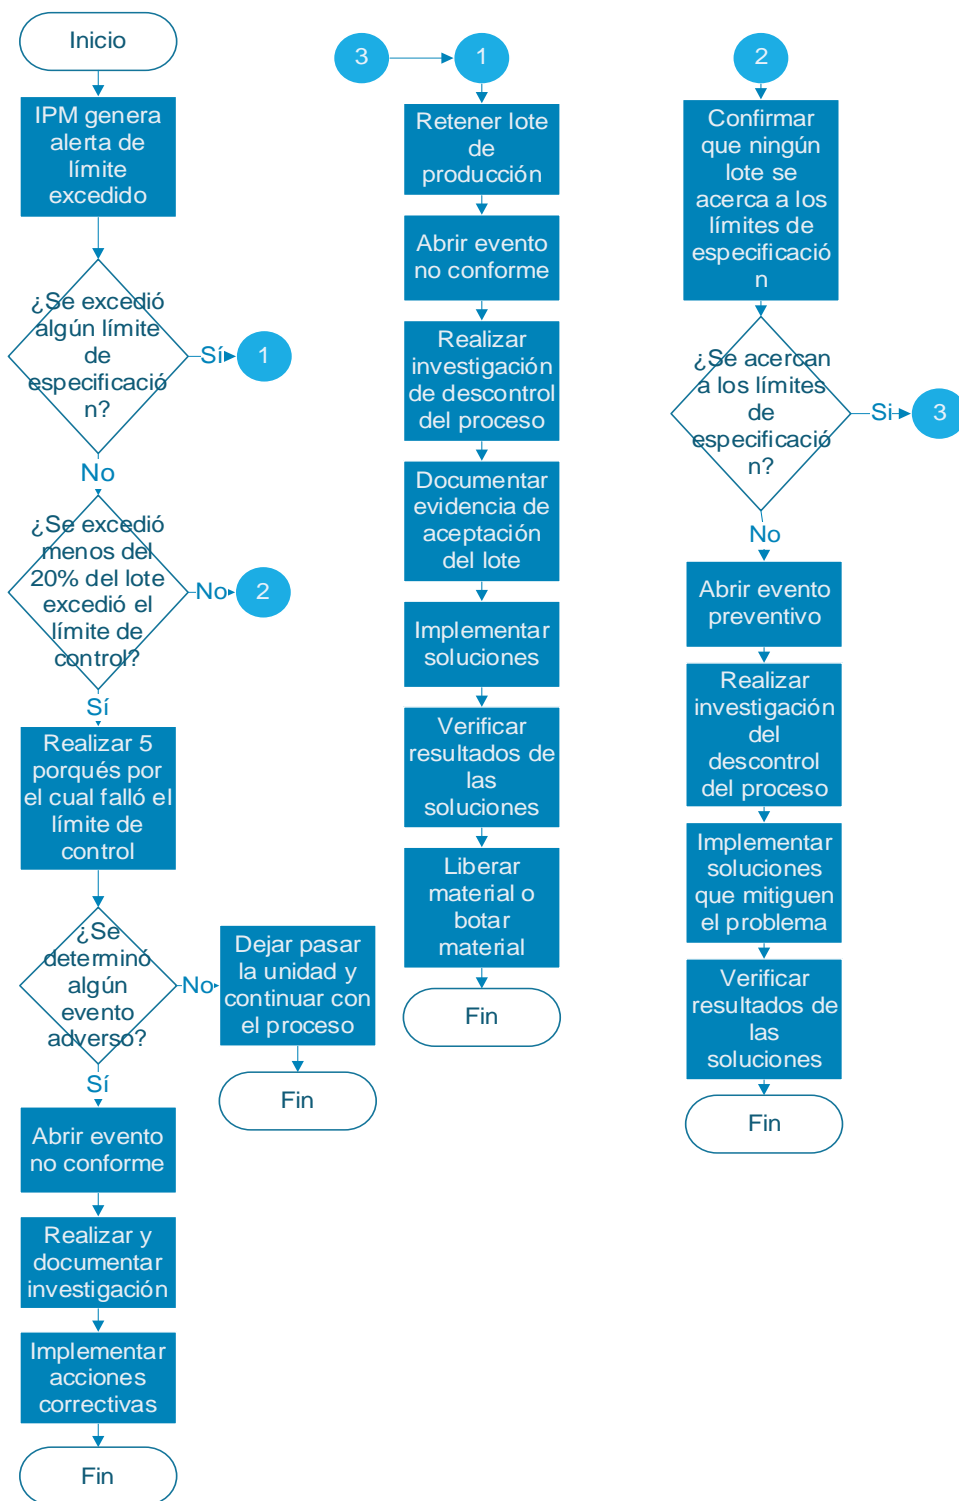 Inicio
IPM genera
alerta de
límite
excedido
¿Se excedió
algún límite
de
especificació
n?
Sí
1
No
¿Se excedió
menos del
20% del lote
excedió el
límite de
control?
No
2
Sí
Realizar 5
porqués por
el cual falló el
límite de
control
¿Se
determinó
algún
evento
adverso?
No
Dejar pasar
la unidad y
continuar con
el proceso
Fin
Sí
Abrir evento
no conforme
Realizar y
documentar
investigación
Implementar
acciones
correctivas
Fin
3
1
Retener lote
de
producción
Abrir evento
no conforme
Realizar
investigación
de descontrol
del proceso
Documentar
evidencia de
aceptación
del lote
Implementar
soluciones
Verificar
resultados de
las
soluciones
Liberar
material o
botar
material
Fin
2
Confirmar
que ningún
lote se
acerca a los
límites de
especificació
n
¿Se acercan
a los límites
de
especificació
n?
Si
3
No
Abrir evento
preventivo
Realizar
investigación
del
descontrol
del proceso
Implementar
soluciones
que mitiguen
el problema
Verificar
resultados de
las
soluciones
Fin